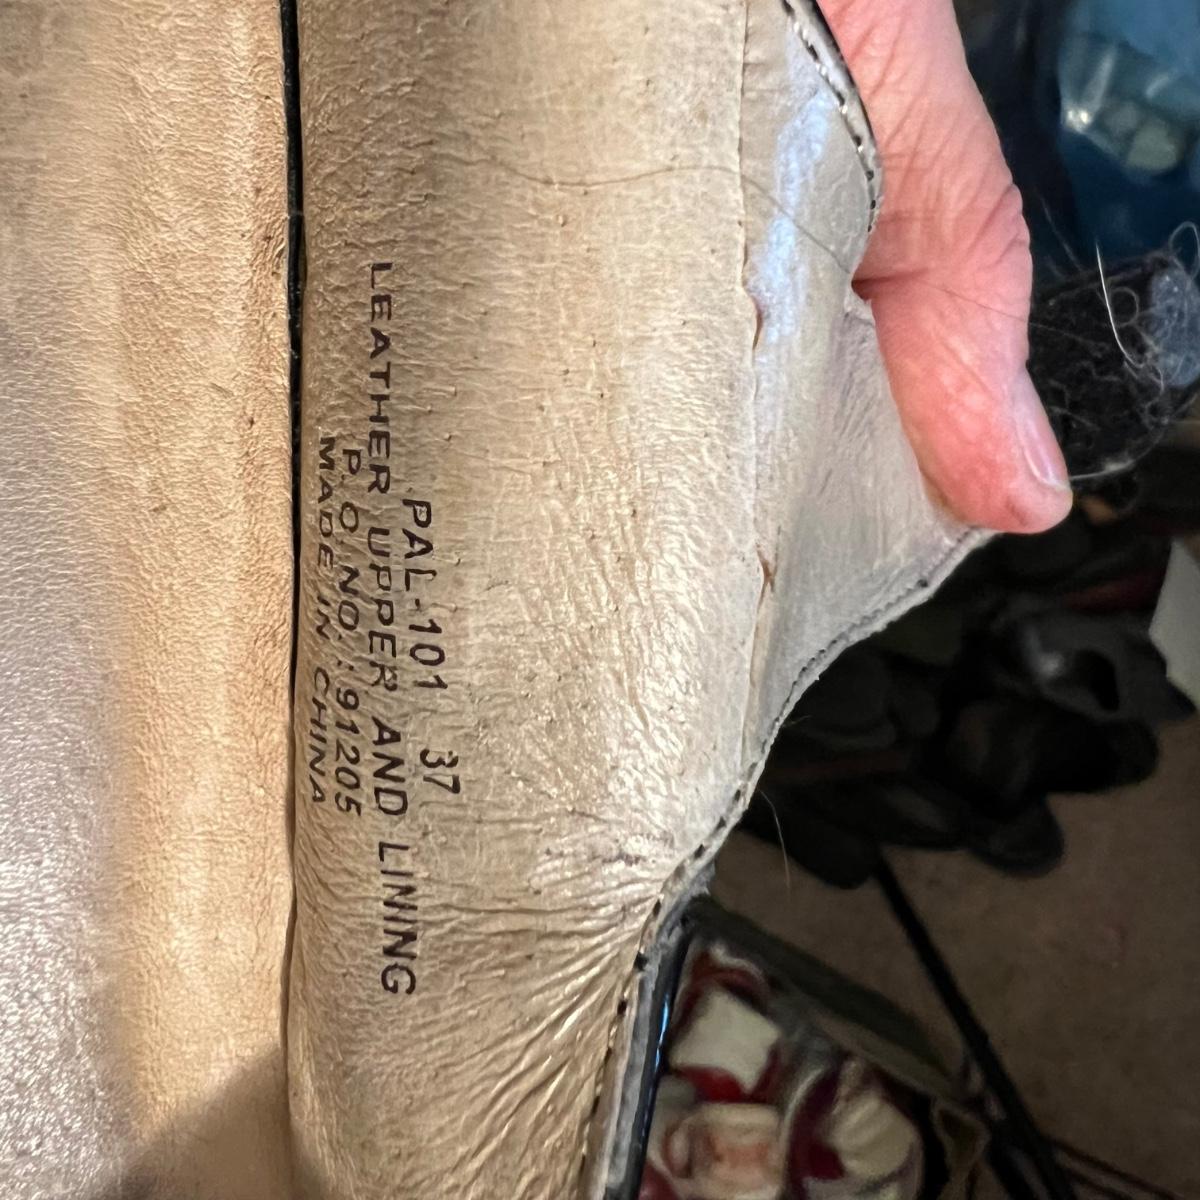 PAL-101 37
LEATHER UPPER AND LINING
P.O.NO.:91205
MADE IN CHINA